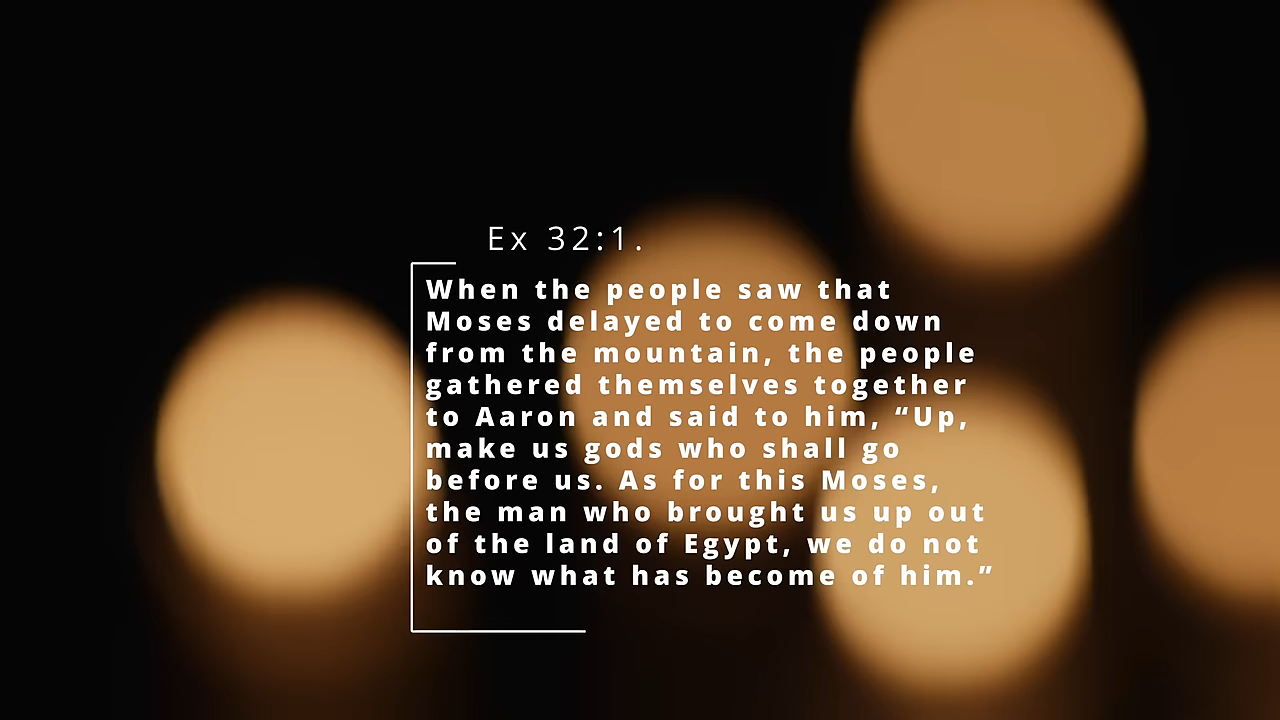 Ex 32:1.
When the people saw that
Moses delayed to come down
from the mountain, the people
gathered themselves together
to Aaron and said to him, “Up,
make us gods who shall go
before us. As for this Moses,
the man who brought us up out
of the land of Egypt, we do not
know what has become of him.”